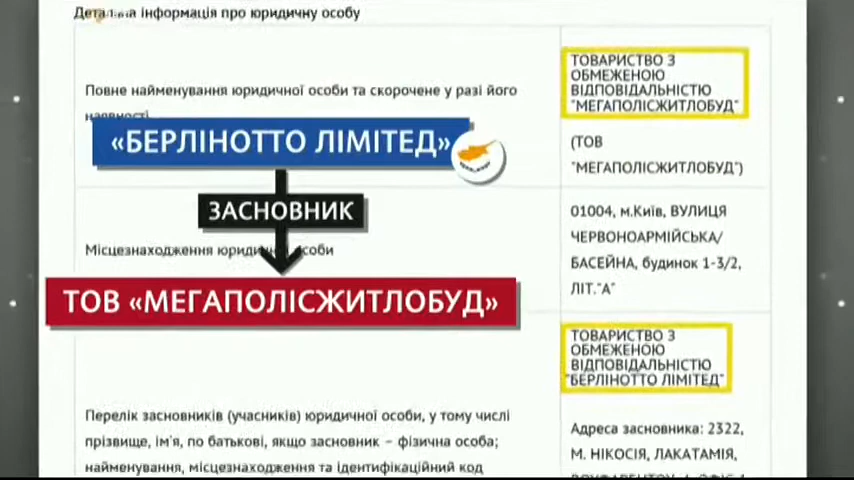 Детальна інформація про юридичну особу
Повне найменування юридичної особи та скорочене у разі його
наявності
ТОВАРИСТВО З
ОБМЕЖЕНОЮ
ВІДПОВІДАЛЬНІСТЮ
"МЕГАПОЛІСЖИТЛОБУД"
(ТОВ
"МЕГАПОЛІСЖИТЛОБУД")
«БЕРЛІНОТТО ЛІМІТЕД»
ЗАСНОВНИК
ТОВ «МЕГАПОЛІСЖИТЛОБУД»
Місцезнаходження юридичної особи
01004, м.Київ, ВУЛИЦЯ
ЧЕРВОНОАРМІЙСЬКА/
БАСЕЙНА, будинок 1-3/2,
ЛІТ."А"
Перелік засновників (учасників) юридичної особи, у тому числі
прізвище, ім'я, по батькові, якщо засновник – фізична особа;
найменування, місцезнаходження та ідентифікаційний код
ТОВАРИСТВО З
ОБМЕЖЕНОЮ
ВІДПОВІДАЛЬНІСТЮ
"БЕРЛІНОТТО ЛІМІТЕД"
Адреса засновника: 2322,
М. НІКОСІЯ, ЛАКАТАМІЯ,